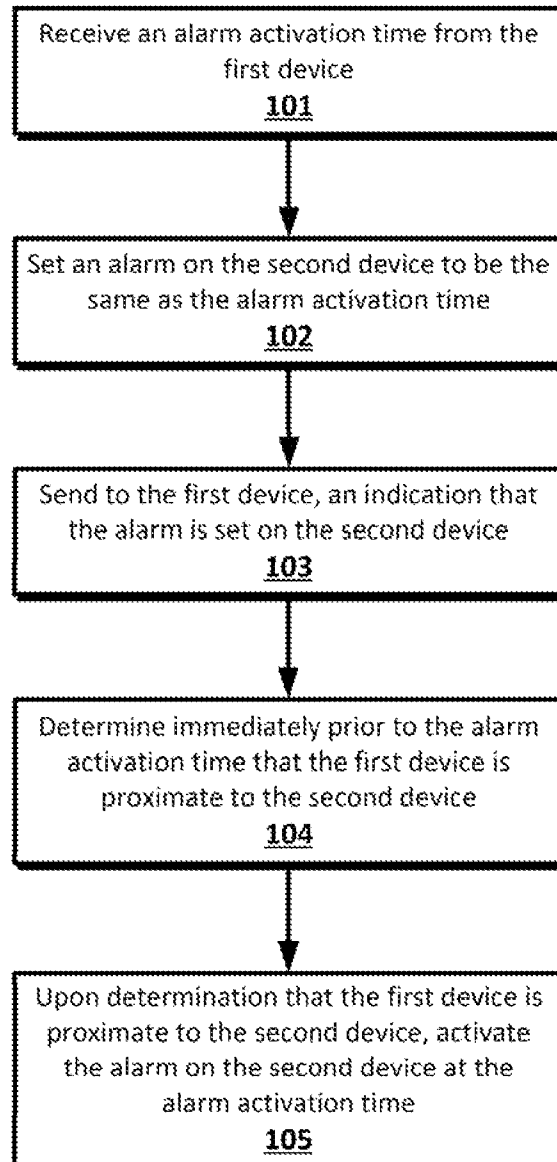 Receive an alarm activation time from the
first device
101
Set an alarm on the second device to be the
same as the alarm activation time
102
Send to the first device, an indication that
the alarm is set on the second device
103
Determine immediately prior to the alarm
activation time that the first device is
proximate to the second device
104
Upon determination that the first device is
proximate to the second device, activate
the alarm on the second device at the
alarm activation time
105